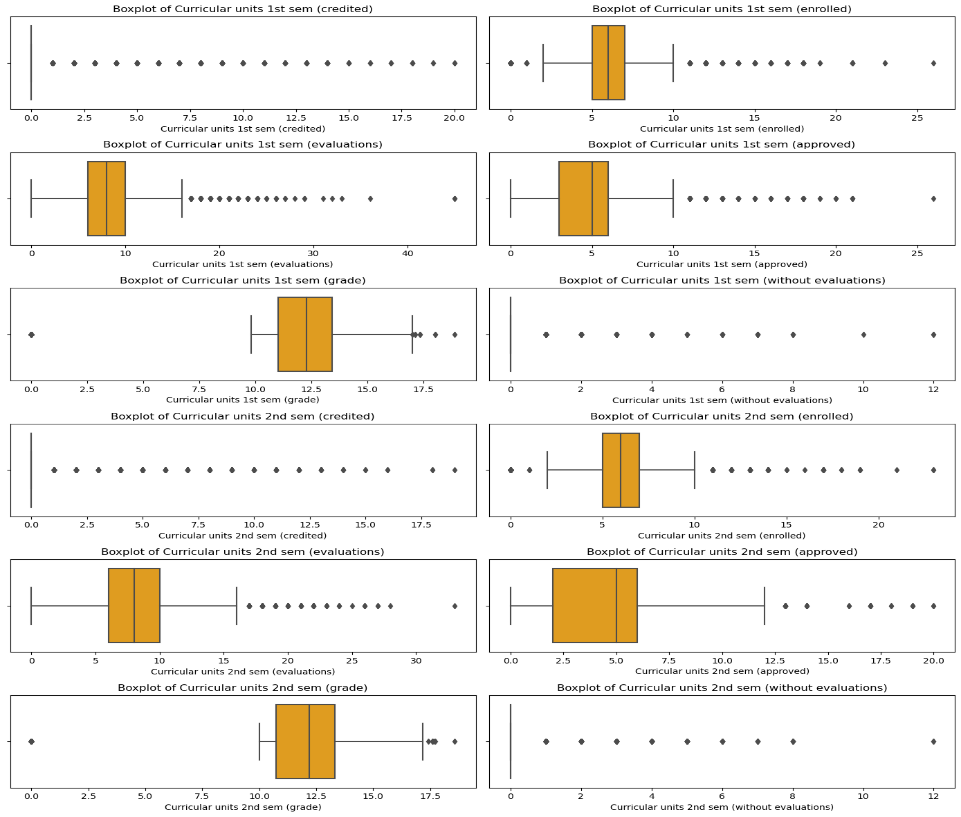 Boxplot of Curricular units 1st sem (credited)
0.0 2.5 5.0 7.5 10.0 12.5 15.0 17.5 20.0
Curricular units 1st sem (credited)
Boxplot of Curricular units 1st sem (enrolled)
0 5 10 15 20 25
Curricular units 1st sem (enrolled)
Boxplot of Curricular units 1st sem (evaluations)
0 10 20 30 40
Curricular units 1st sem (evaluations)
Boxplot of Curricular units 1st sem (approved)
0 5 10 15 20 25
Curricular units 1st sem (approved)
Boxplot of Curricular units 1st sem (grade)
0.0 2.5 5.0 7.5 10.0 12.5 15.0 17.5
Curricular units 1st sem (grade)
Boxplot of Curricular units 1st sem (without evaluations)
0 2 4 6 8 10 12
Curricular units 1st sem (without evaluations)
Boxplot of Curricular units 2nd sem (credited)
0.0 2.5 5.0 7.5 10.0 12.5 15.0 17.5
Curricular units 2nd sem (credited)
Boxplot of Curricular units 2nd sem (enrolled)
0 5 10 15 20
Curricular units 2nd sem (enrolled)
Boxplot of Curricular units 2nd sem (evaluations)
0 5 10 15 20 25 30
Curricular units 2nd sem (evaluations)
Boxplot of Curricular units 2nd sem (approved)
0.0 2.5 5.0 7.5 10.0 12.5 15.0 17.5 20.0
Curricular units 2nd sem (approved)
Boxplot of Curricular units 2nd sem (grade)
0.0 2.5 5.0 7.5 10.0 12.5 15.0 17.5
Curricular units 2nd sem (grade)
Boxplot of Curricular units 2nd sem (without evaluations)
0 2 4 6 8 10 12
Curricular units 2nd sem (without evaluations)